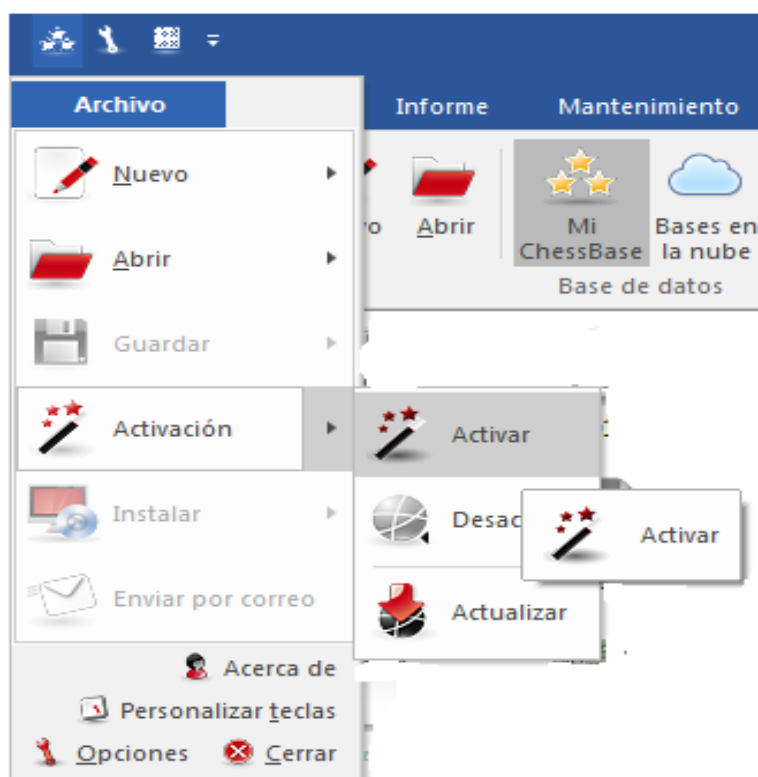 Archivo
Informe
Mantenimiento
Nuevo
Abrir
Guardar
Activación
Instalar
Enviar por correo
Acerca de
Personalizar teclas
Opciones
Cerrar
Abrir
Mi
ChessBase
Bases en
la nube
Base de datos
Activar
Desac
Actualizar
Activar